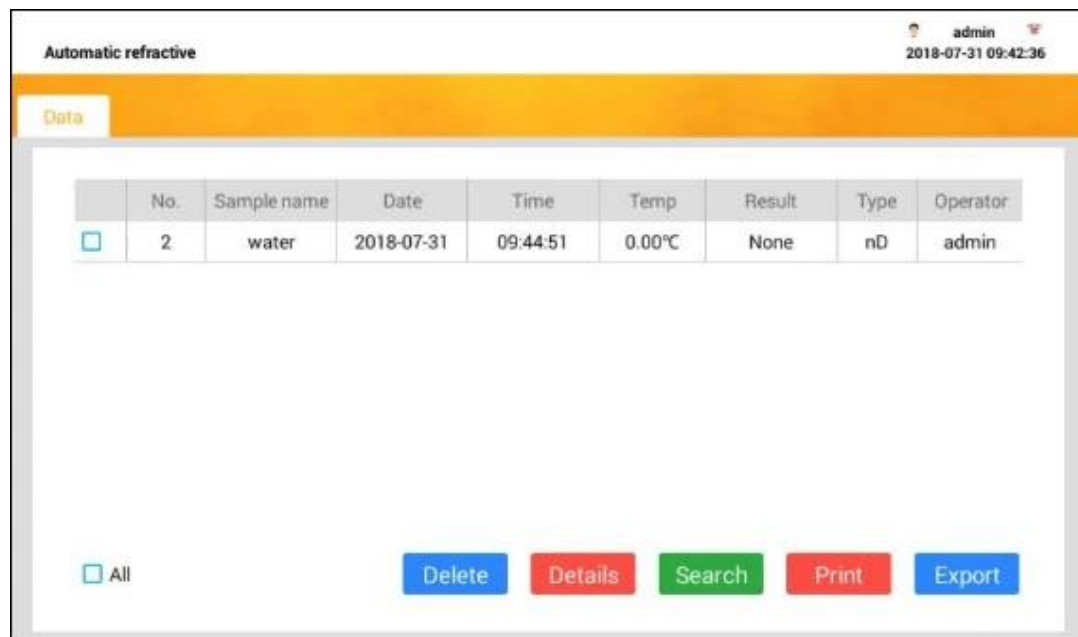 admin
Automatic refractive
2018-07-31 09:42:36
Data
No. Sample name Date Time Temp Result Type Operator
2 water 2018-07-31 09:44:51 0.00℃ None nD admin
All Delete Details Search Print Export